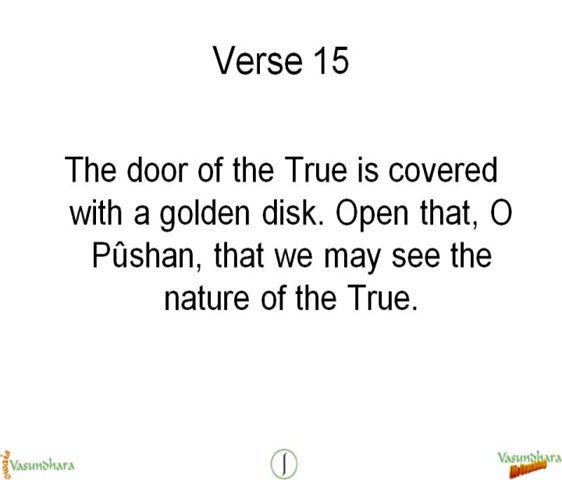 Verse 15
The door of the True is covered
with a golden disk. Open that, O
Pûshan, that we may see the
nature of the True.
Vasundhara
Vasundhara